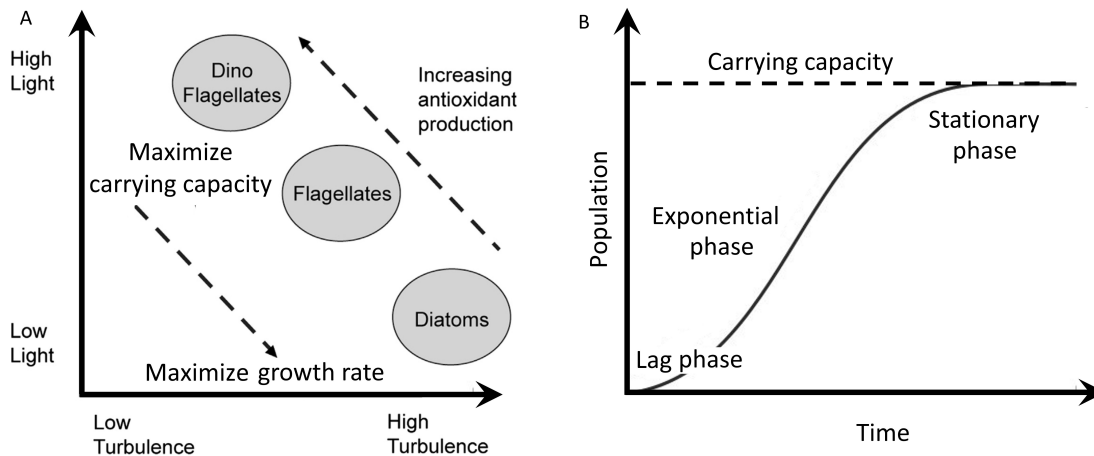 A
High
Light
Dino
Flagellates
Increasing
antioxidant
production
Maximize
carrying capacity
Flagellates
Low
Light
Diatoms
Maximize growth rate
Low
Turbulence
High
Turbulence
B
Carrying capacity
Stationary
phase
Exponential
phase
Population
Lag phase
Time